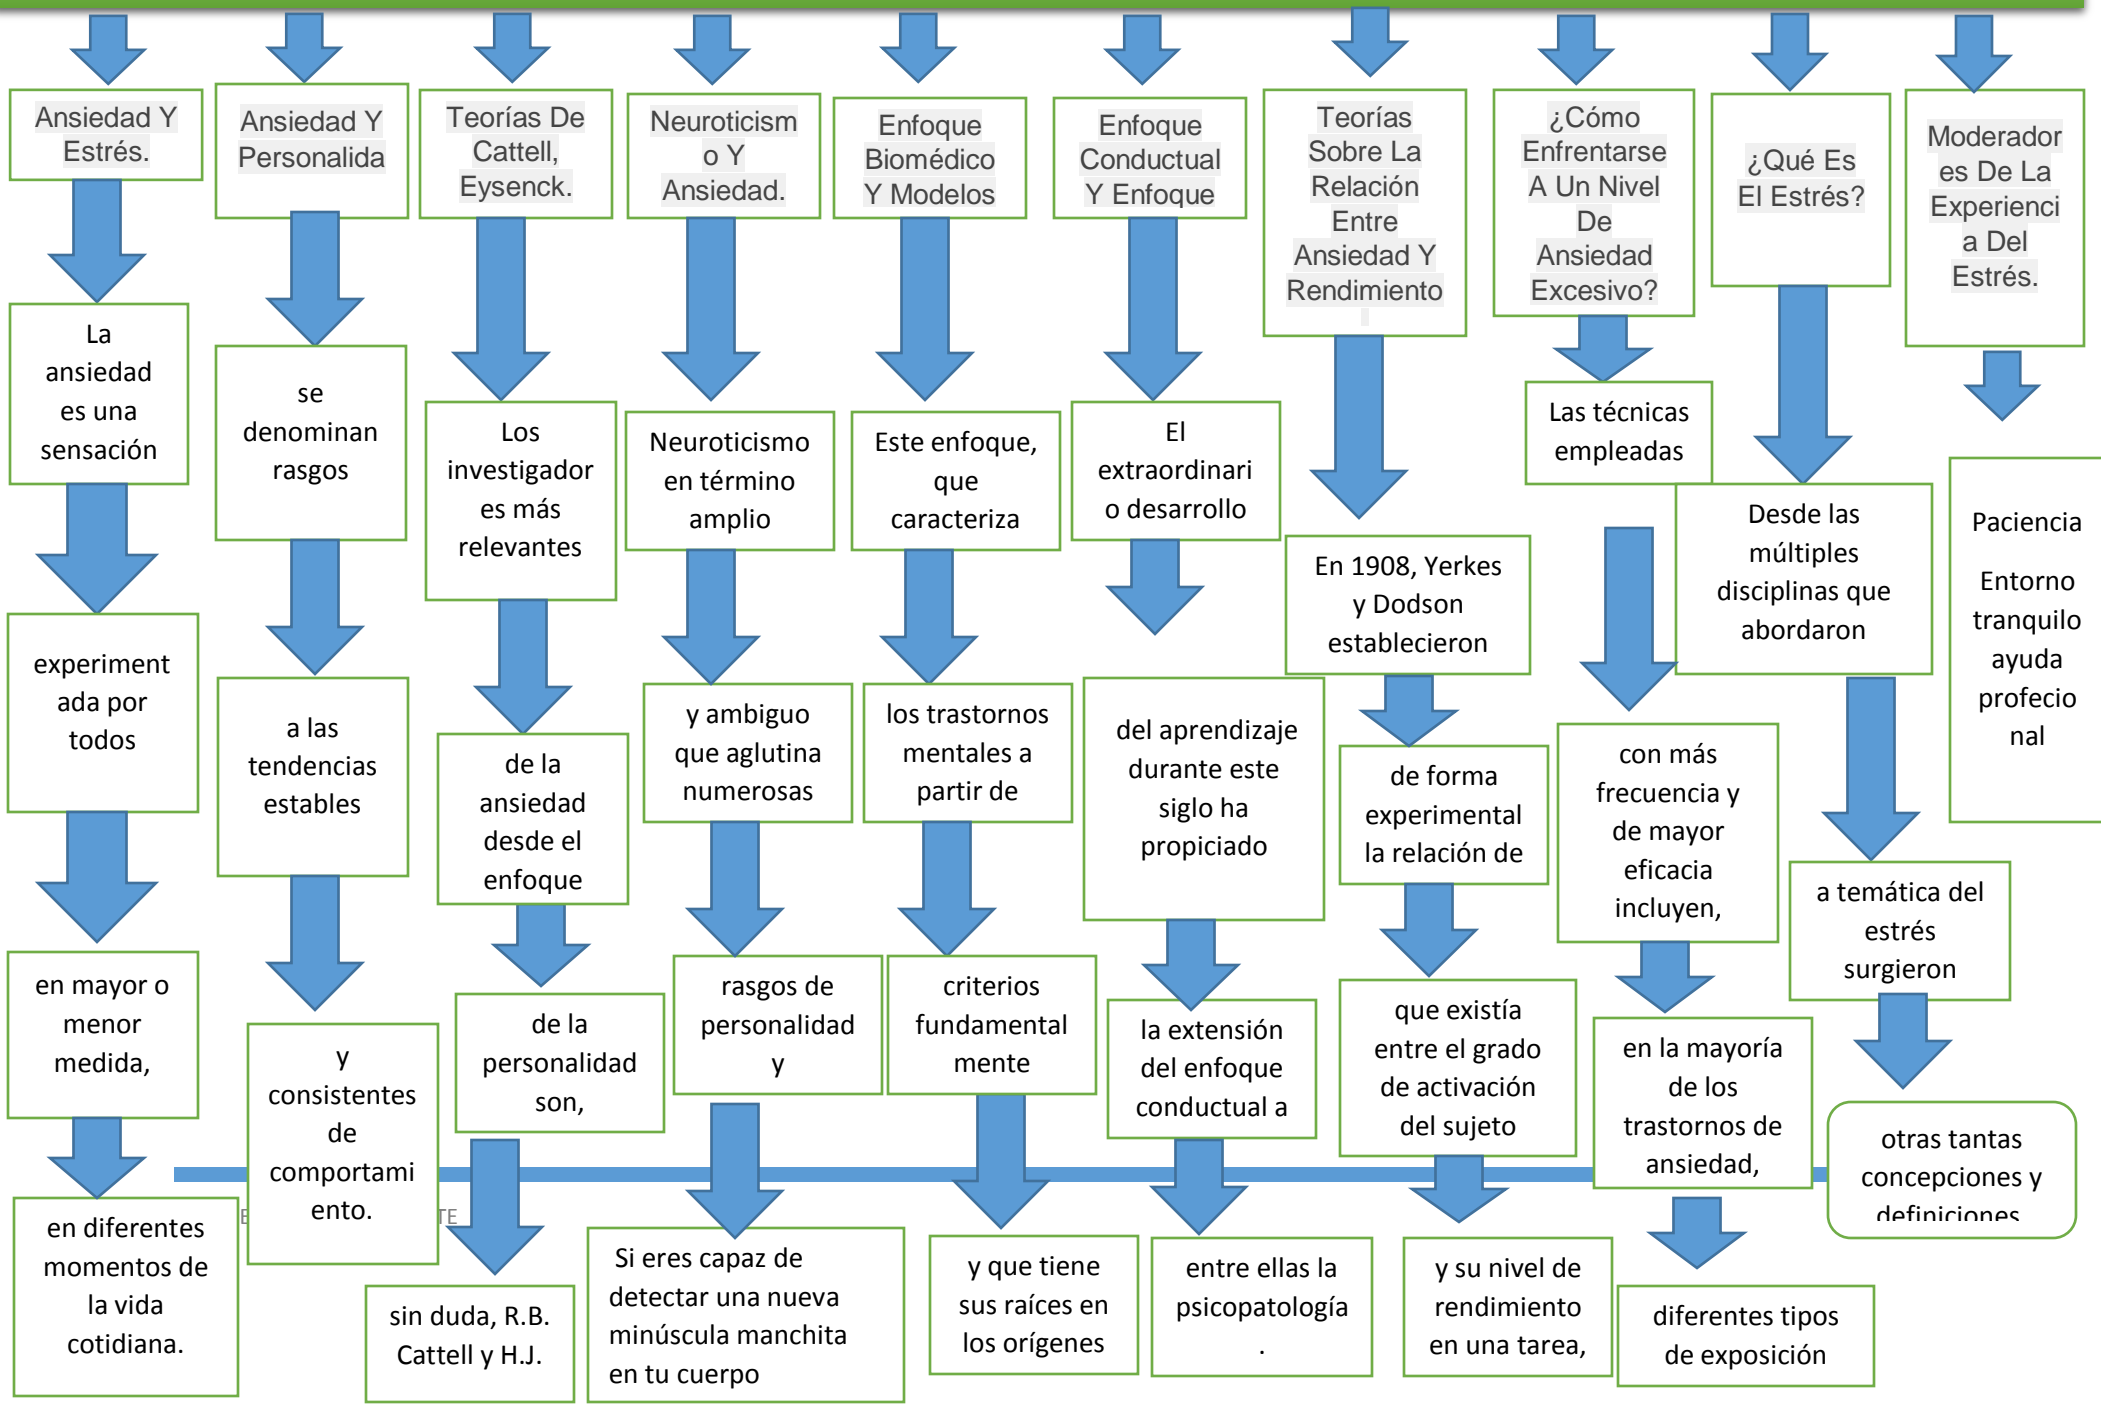 Ansiedad Y
Estrés.
La
ansiedad
es una
sensación
experiment
ada por
todos
en mayor o
menor
medida,
en diferentes
momentos de
la vida
cotidiana.
Ansiedad Y
Personalida
se
denominan
rasgos
a las
tendencias
estables
y
consistentes
de
comportami
ento.
Teorías De
Cattell,
Eysenck.
Los
investigador
es más
relevantes
de la
ansiedad
desde el
enfoque
de la
personalidad
son,
sin duda, R.B.
Cattell y H.J.
Neuroticism
o Y
Ansiedad.
Neuroticismo
en término
amplio
y ambiguo
que aglutina
numerosas
rasgos de
personalidad
y
Si eres capaz de
detectar una nueva
minúscula manchita
en tu cuerpo
Enfoque
Biomédico
Y Modelos
Este enfoque,
que
caracteriza
los trastornos
mentales a
partir de
criterios
fundamental
mente
y que tiene
sus raíces en
los orígenes
Enfoque
Conductual
Y Enfoque
El
extraordinari
o desarrollo
del aprendizaje
durante este
siglo ha
propiciado
la extensión
del enfoque
conductual a
entre ellas la
psicopatología
.
Teorías
Sobre La
Relación
Entre
Ansiedad Y
Rendimiento
En 1908, Yerkes
y Dodson
establecieron
de forma
experimental
la relación de
que existía
entre el grado
de activación
del sujeto
y su nivel de
rendimiento
en una tarea,
¿Cómo
Enfrentarse
A Un Nivel
De
Ansiedad
Excesivo?
Las técnicas
empleadas
con más
frecuencia y
de mayor
eficacia
incluyen,
en la mayoría
de los
trastornos de
ansiedad,
diferentes tipos
de exposición
¿Qué Es
El Estrés?
Desde las
múltiples
disciplinas que
abordaron
a temática del
estrés
surgieron
otras tantas
concepciones y
definiciones
Moderador
es De La
Experienci
a Del
Estrés.
Paciencia
Entorno
tranquilo
ayuda
profecio
nal